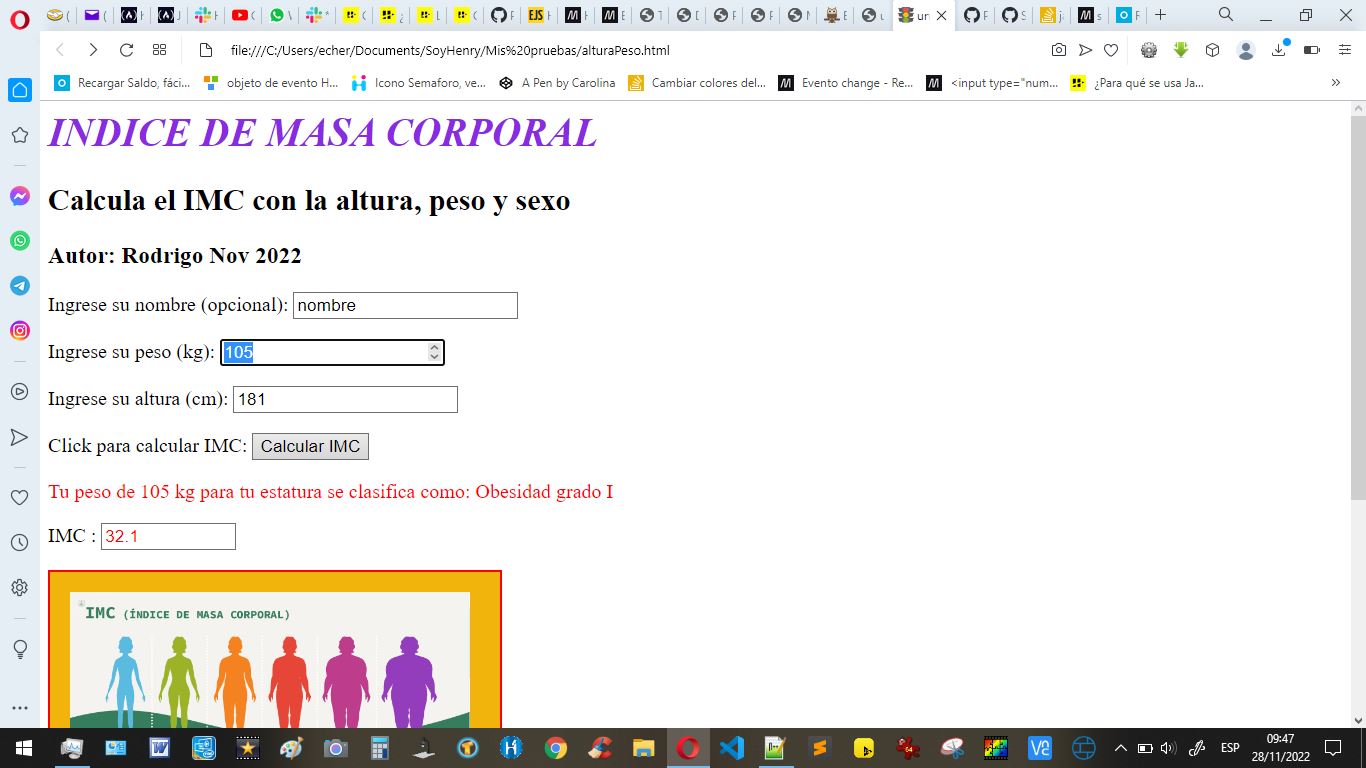 un
file:///C:/Users/echer/Documents/SoyHenry/Mis%20pruebas/alturaPeso.html
Recargar Saldo, fáci...
objeto de evento H...
Icono Semaforo, ve...
A Pen by Carolina
Cambiar colores del...
Evento change - Re...
<input type="num...
¿Para qué se usa Ja...
INDICE DE MASA CORPORAL
Calcula el IMC con la altura, peso y sexo
Autor: Rodrigo Nov 2022
Ingrese su nombre (opcional): nombre
Ingrese su peso (kg): 105
Ingrese su altura (cm): 181
Click para calcular IMC: Calcular IMC
Tu peso de 105 kg para tu estatura se clasifica como: Obesidad grado I
IMC : 32.1
IMC (ÍNDICE DE MASA CORPORAL)
ESP
09:47
28/11/2022